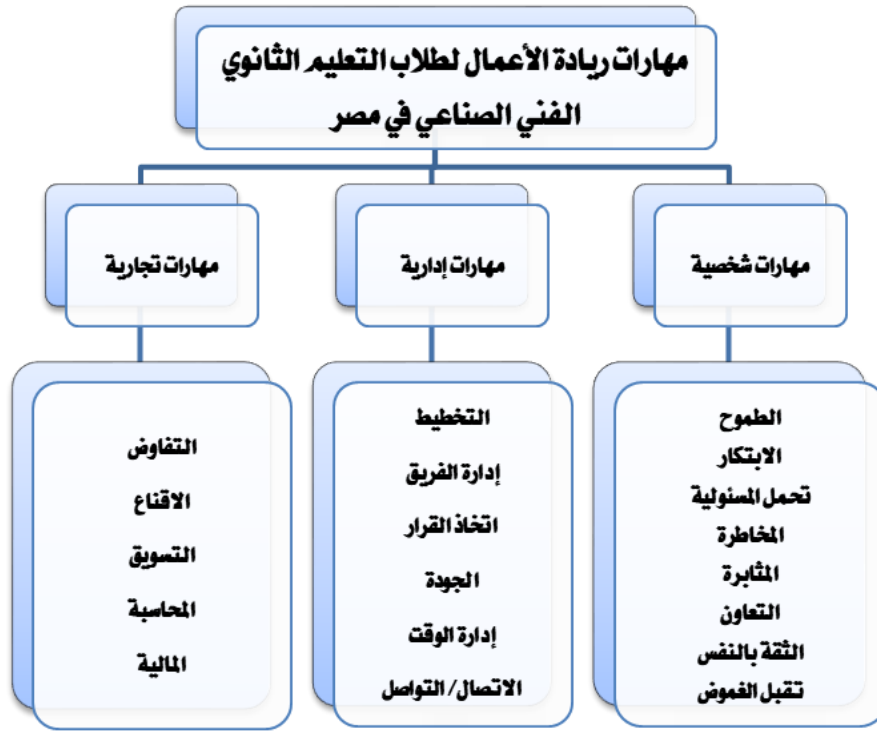 مهارات ريادة الأعمال لطلاب التعليم الثانوي
الفني الصناعي في مصر
مهارات شخصية
مهارات إدارية
مهارات تجارية
الطموح
الابتكار
تحمل المسئولية
المخاطرة
المثابرة
التعاون
الثقة بالنفس
تقبل الغموض
التخطيط
إدارة الفريق
اتخاذ القرار
الجودة
إدارة الوقت
الاتصال/ التواصل
التفاوض
الاقناع
التسويق
المحاسبة
المالية